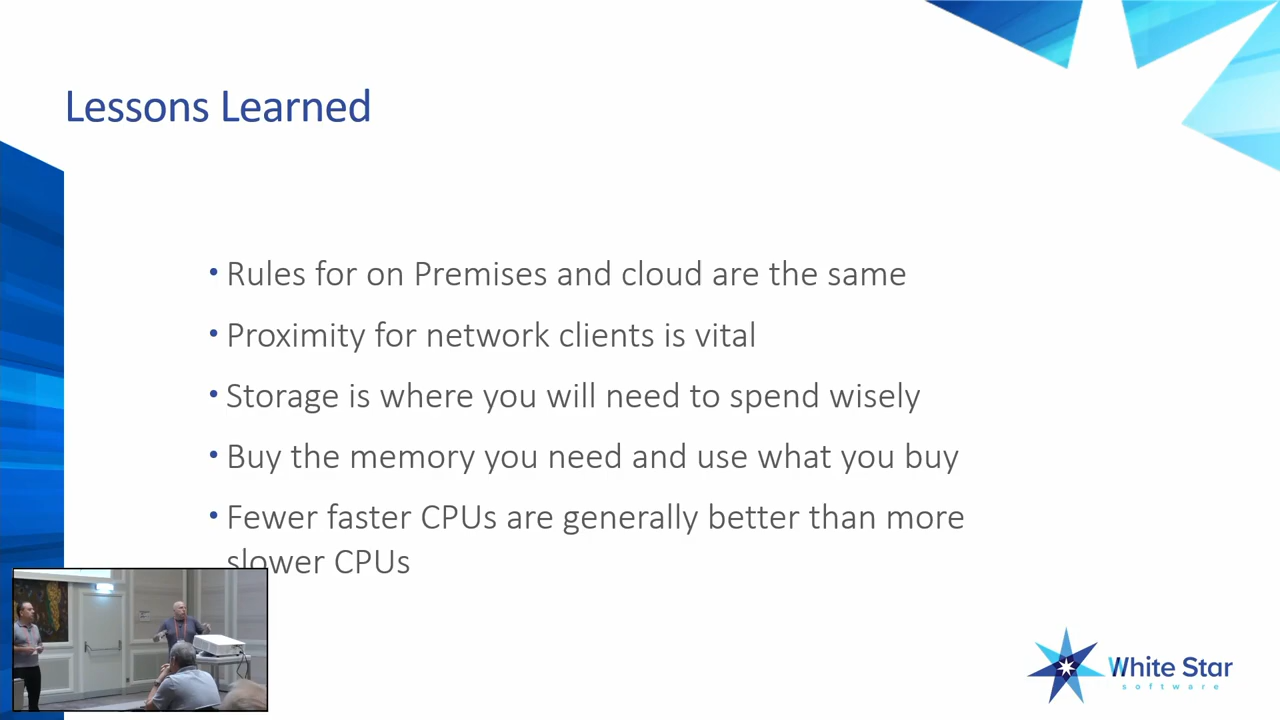 Lessons Learned
• Rules for on Premises and cloud are the same
• Proximity for network clients is vital
• Storage is where you will need to spend wisely
• Buy the memory you need and use what you buy
• Fewer faster CPUs are generally better than more
slower CPUs
White Star
software